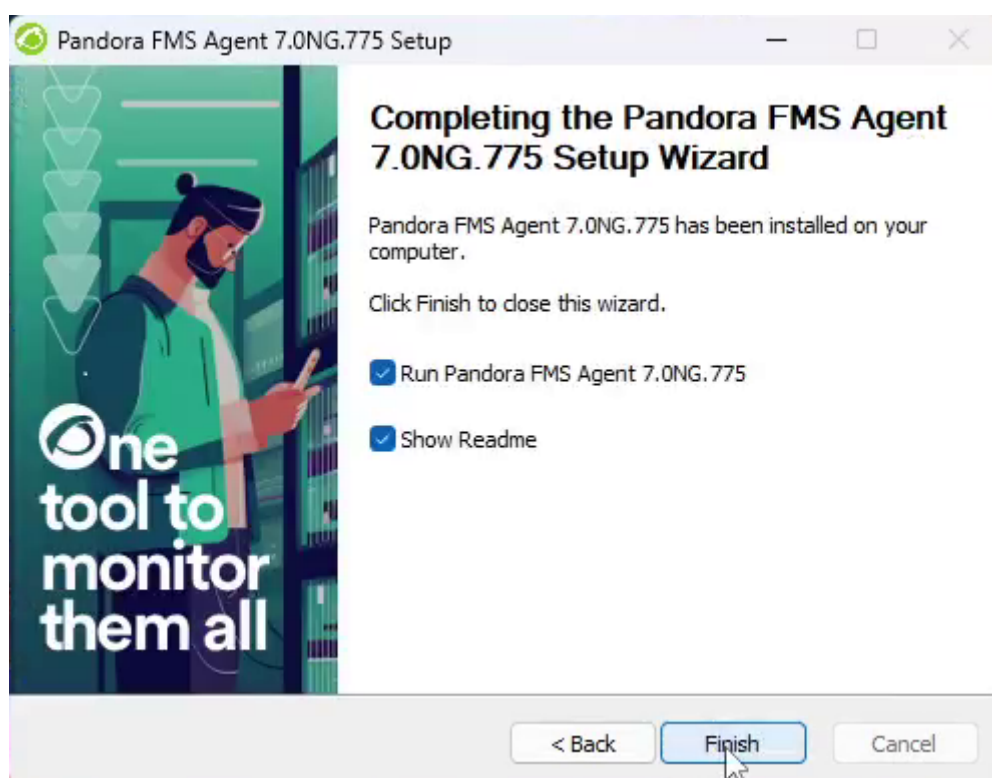 Pandora FMS Agent 7.0NG.775 Setup
Completing the Pandora FMS Agent
7.0NG.775 Setup Wizard
Pandora FMS Agent 7.0NG.775 has been installed on your
computer.
Click Finish to close this wizard.
Run Pandora FMS Agent 7.0NG.775
Show Readme
One
tool to
monitor
them all
< Back
Finish
Cancel